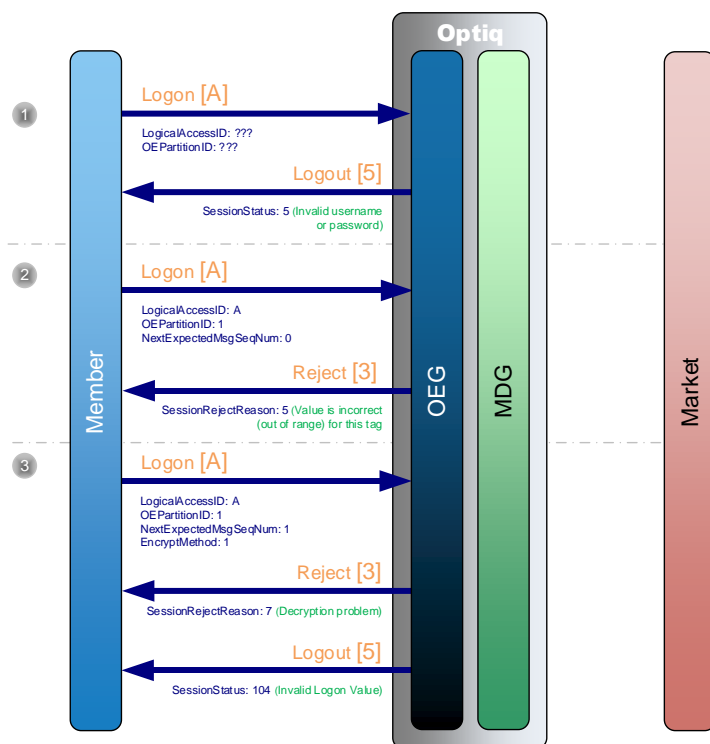 Optiq
1
Logon [A]
LogicalAccessID: ???
OEPartitionID: ???
Logout [5]
SessionStatus: 5 (Invalid username
or password)
2
Logon [A]
LogicalAccessID: A
OEPartitionID: 1
NextExpectedMsgSeqNum: 0
Reject [3]
SessionRejectReason: 5 (Value is incorrect
(out of range) for this tag
3
Logon [A]
LogicalAccessID: A
OEPartitionID: 1
NextExpectedMsgSeqNum: 1
EncryptMethod: 1
Reject [3]
SessionRejectReason: 7 (Decryption problem)
Logout [5]
SessionStatus: 104 (Invalid Logon Value)
Member
OEG
MDG
Market